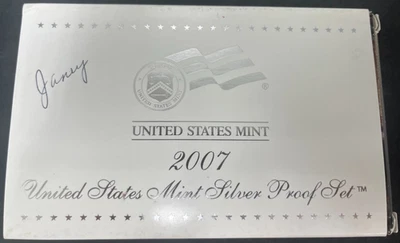 Janey
UNITED STATES MINT
2007
United States Mint Silver Proof Set™